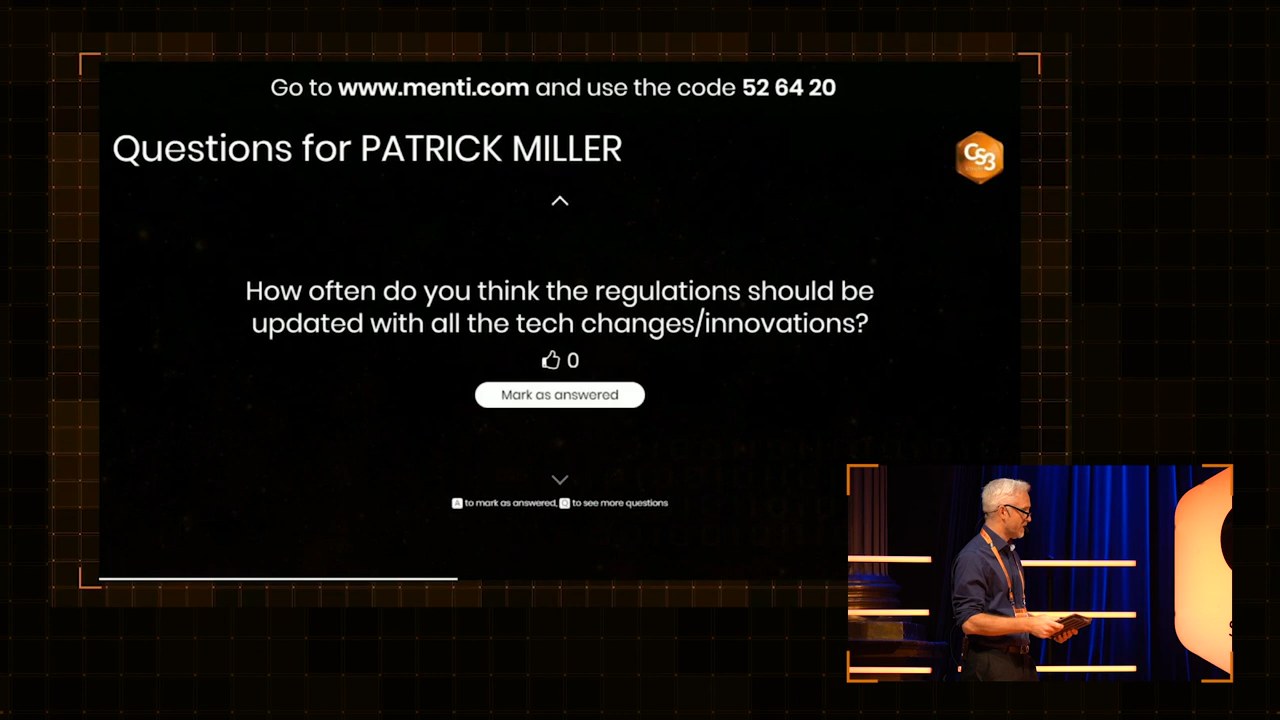 Go to www.menti.com and use the code 52 64 20
Questions for PATRICK MILLER
CS3
How often do you think the regulations should be
updated with all the tech changes/innovations?
0
Mark as answered
A to mark as answered, Q to see more questions